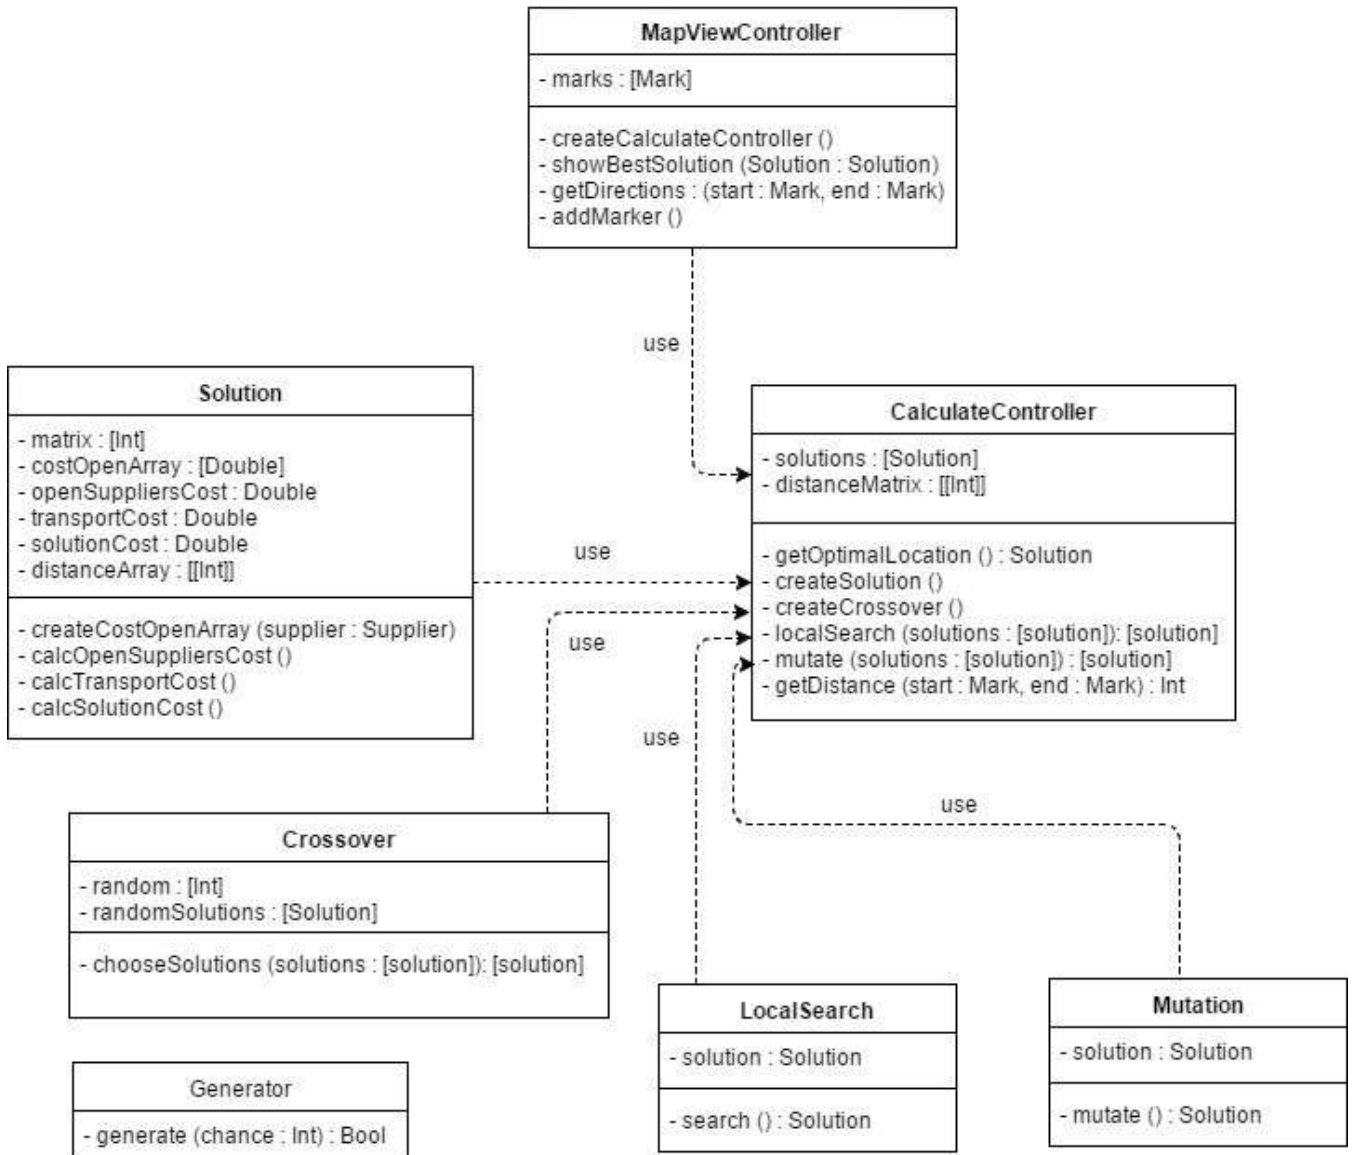 MapViewController
- marks : [Mark]
- createCalculateController ()
- showBestSolution (Solution : Solution)
- getDirections : (start : Mark, end : Mark)
- addMarker ()
use
Solution
- matrix : [Int]
- costOpenArray : [Double]
- openSuppliersCost : Double
- transportCost : Double
- solutionCost : Double
- distanceArray : [[Int]]
- createCostOpenArray (supplier : Supplier)
- calcOpenSuppliersCost ()
- calcTransportCost ()
- calcSolutionCost ()
use
CalculateController
- solutions : [Solution]
- distanceMatrix : [[Int]]
- getOptimalLocation () : Solution
- createSolution ()
- createCrossover ()
- localSearch (solutions : [solution]): [solution]
- mutate (solutions : [solution]) : [solution]
- getDistance (start : Mark, end : Mark) : Int
use
use
use
Crossover
- random : [Int]
- randomSolutions : [Solution]
- chooseSolutions (solutions : [solution]): [solution]
LocalSearch
- solution : Solution
- search () : Solution
Mutation
- solution : Solution
- mutate () : Solution
Generator
- generate (chance : Int) : Bool